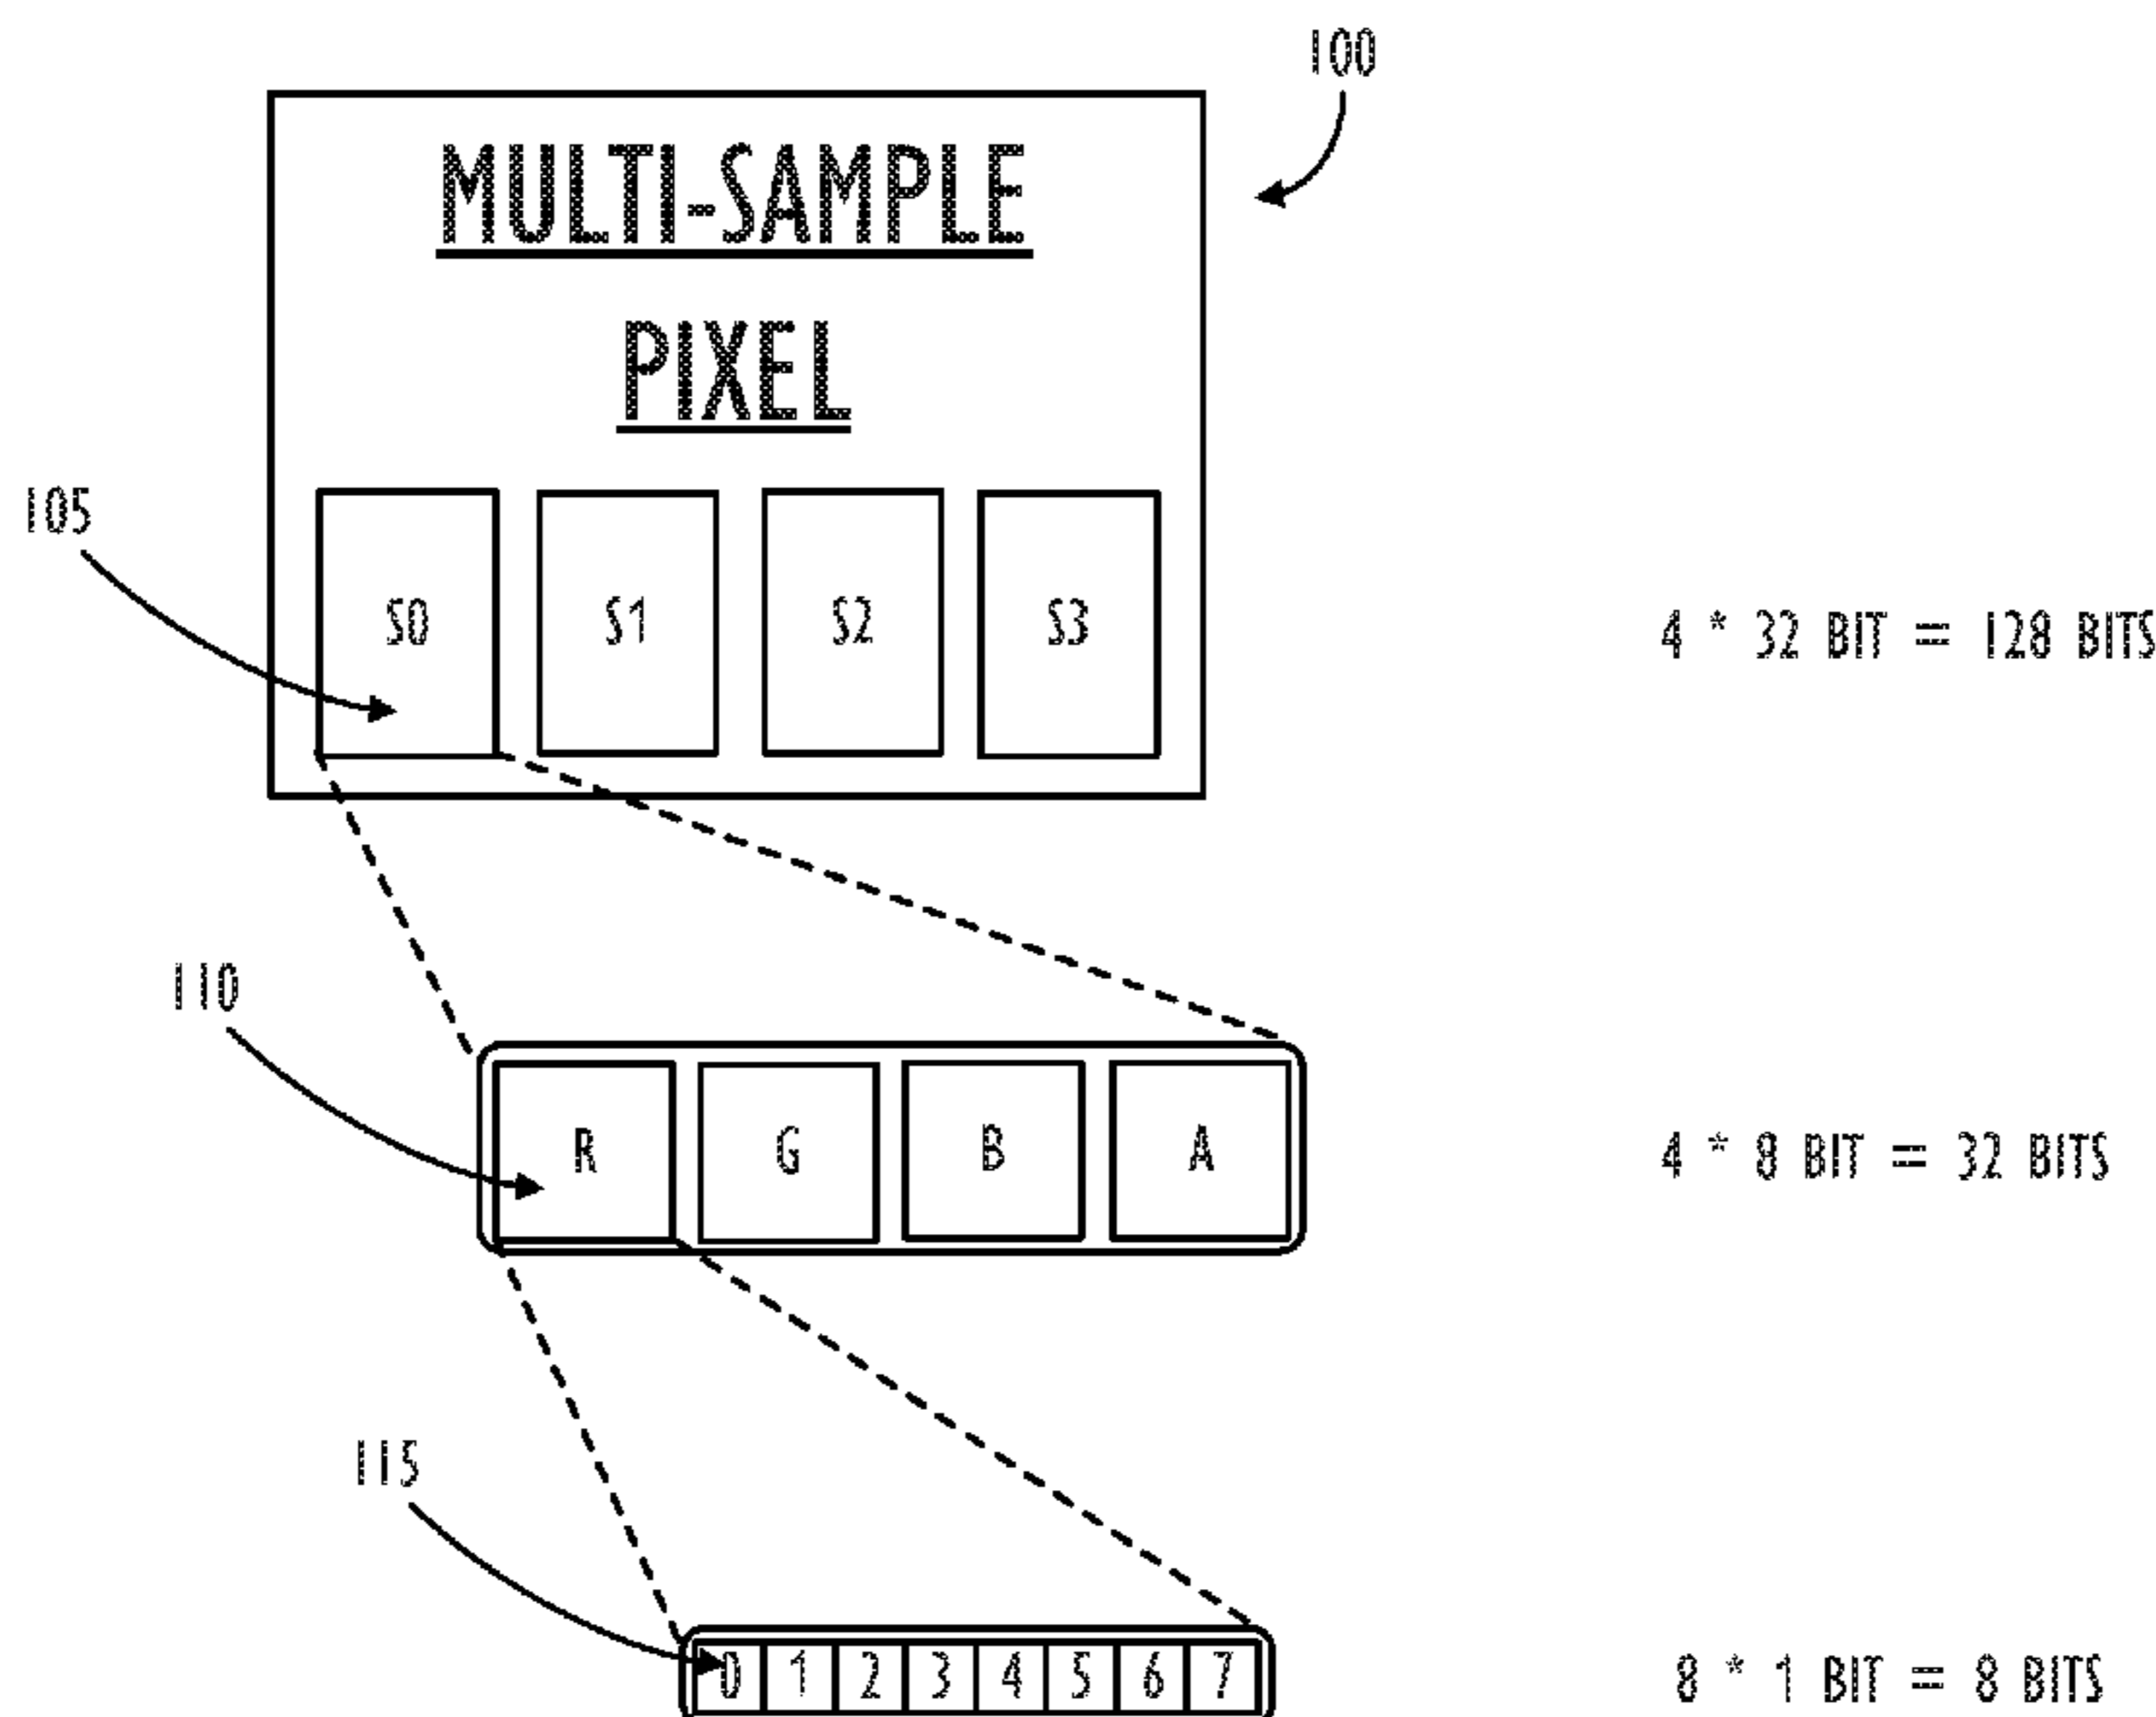 100
MULTI-SAMPLE
PIXEL
105
S0 S1 S2 S3
4 * 32 BIT = 128 BITS
110
R G B A
4 * 8 BIT = 32 BITS
115
0 1 2 3 4 5 6 7
8 * 1 BIT = 8 BITS